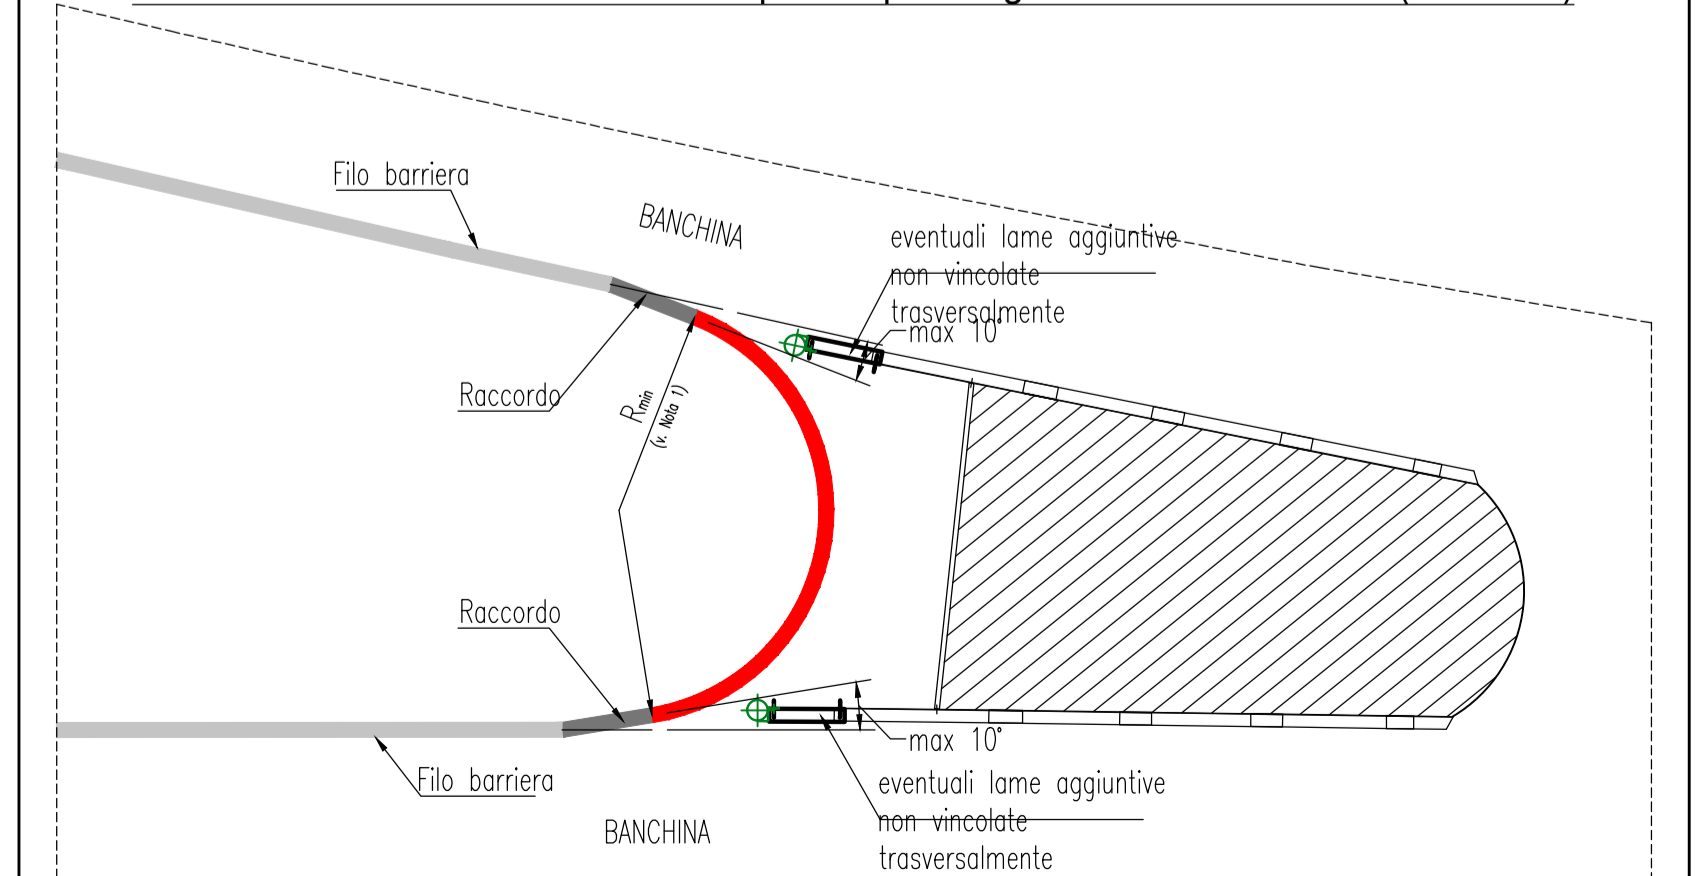 Filo barriera
BANCHINA
eventuali lame aggiuntive
non vincolate
trasversalmente
max 10°
Raccordo
Rmin
(v. Nota 1)
Raccordo
max 10°
Filo barriera
eventuali lame aggiuntive
non vincolate
trasversalmente
BANCHINA